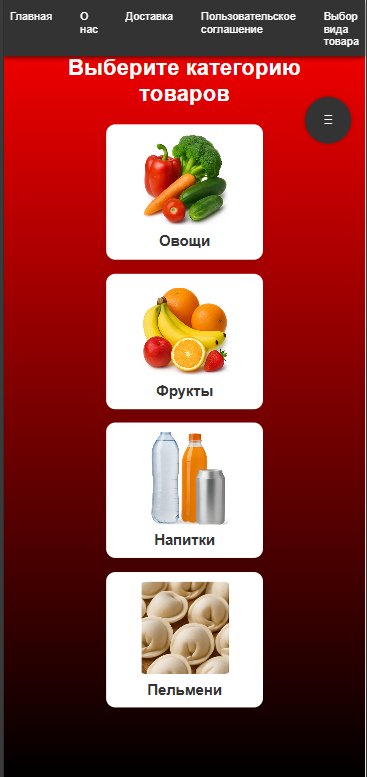 Главная
О
нас
Доставка
Пользовательское
соглашение
Выбор
вида
товара
Выберите категорию
товаров
☰
Овощи
Фрукты
Напитки
Пельмени